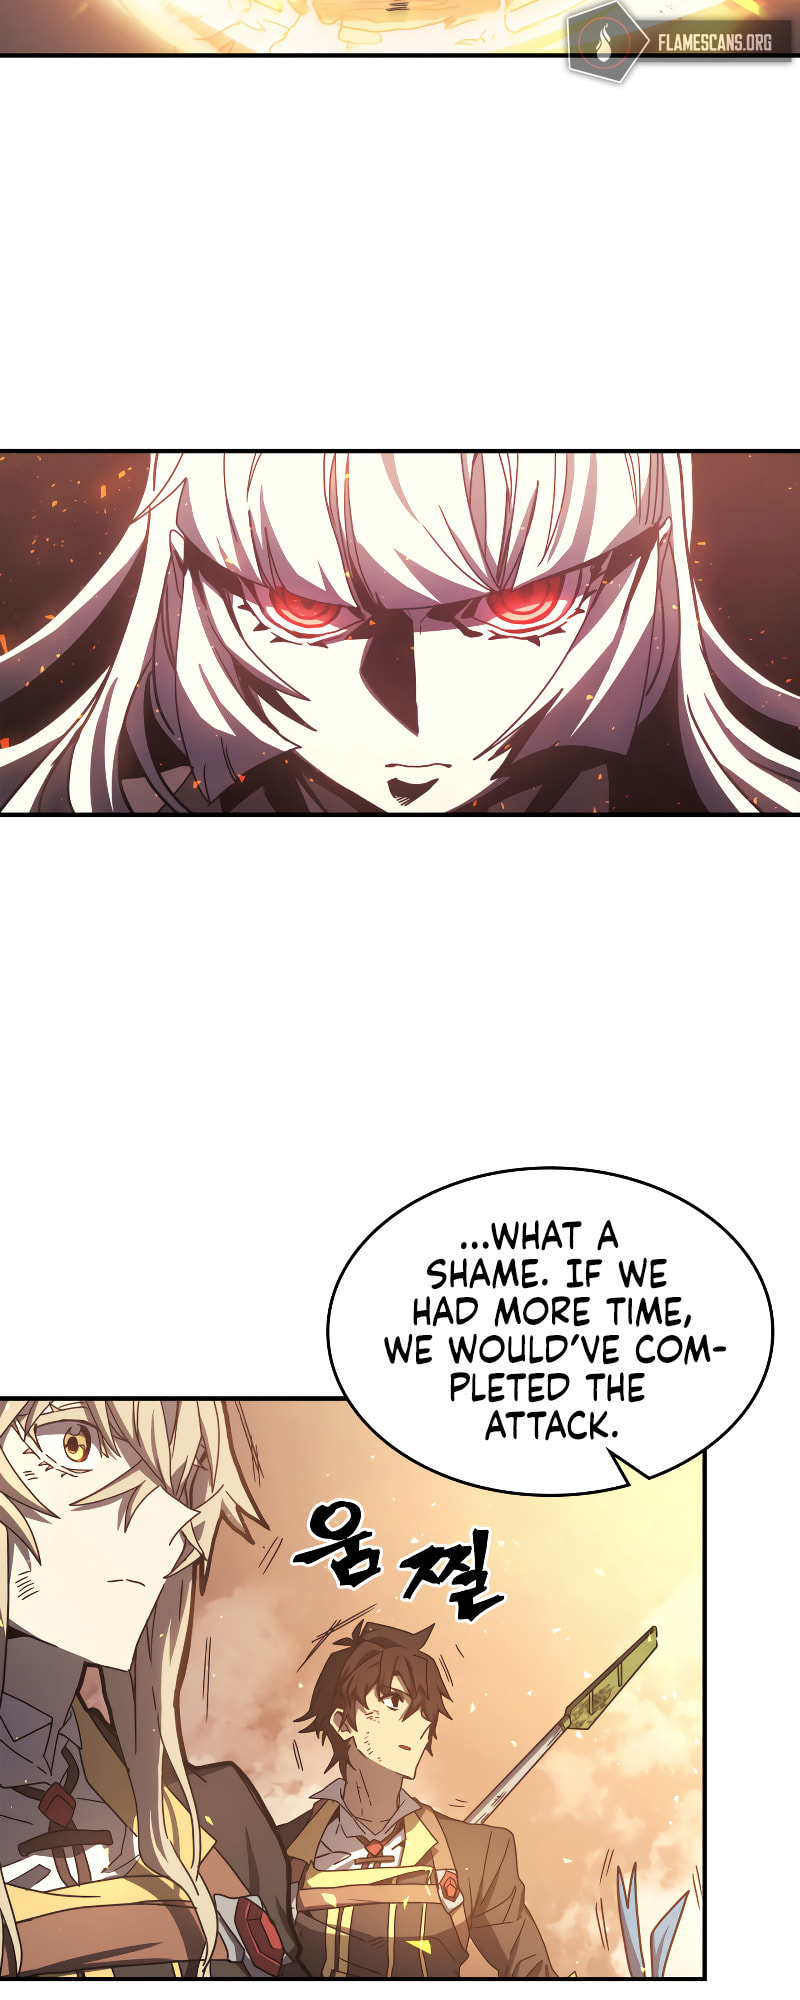 FLAMESCANS.ORG
...WHAT A
SHAME. IF WE
HAD MORE TIME,
WE WOULD'VE COM-
PLETED THE
ATTACK.
움찔